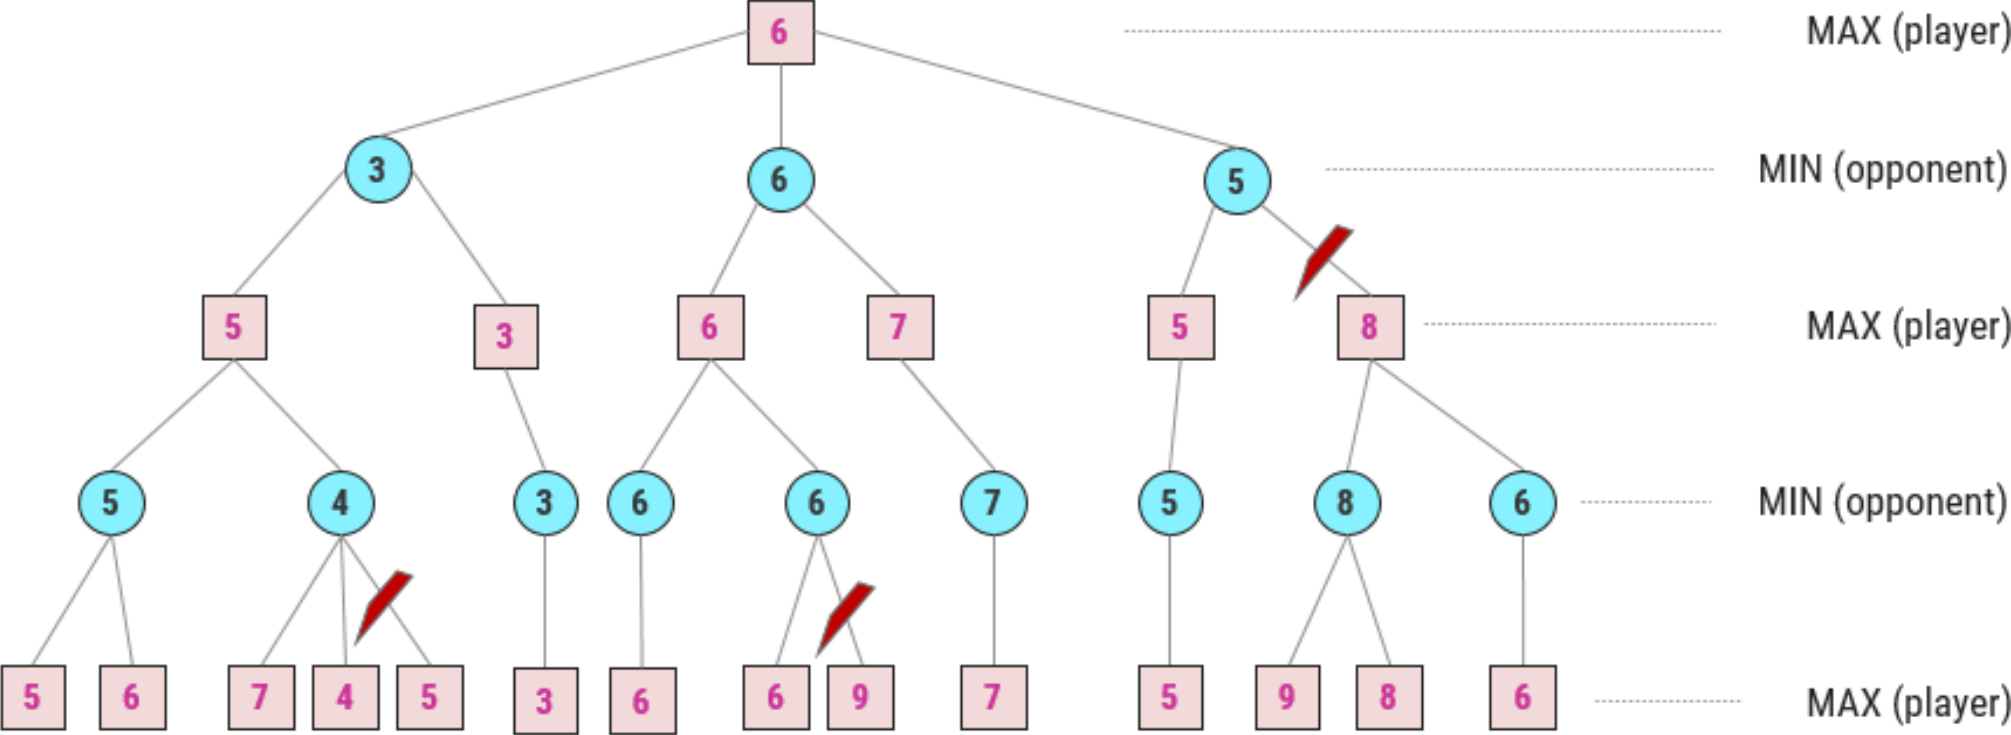 6 MAX (player)
3 6 5 MIN (opponent)
5 3 6 7 5 8 MAX (player)
5 4 3 6 6 7 5 8 6 MIN (opponent)
5 6 7 4 5 3 6 6 9 7 5 9 8 6 MAX (player)